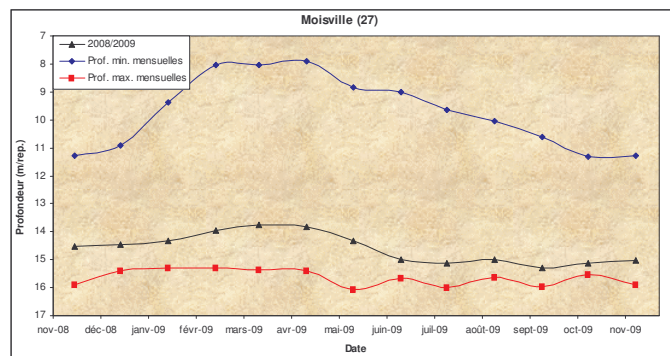 Moisville (27)
2008/2009
Prof. min. mensuelles
Prof. max. mensuelles
Profondeur (m/rep.)
7
8
9
10
11
12
13
14
15
16
17
nov-08 déc-08 janv-09 févr-09 mars-09 avr-09 mai-09 juin-09 juil-09 août-09 sept-09 oct-09 nov-09
Date